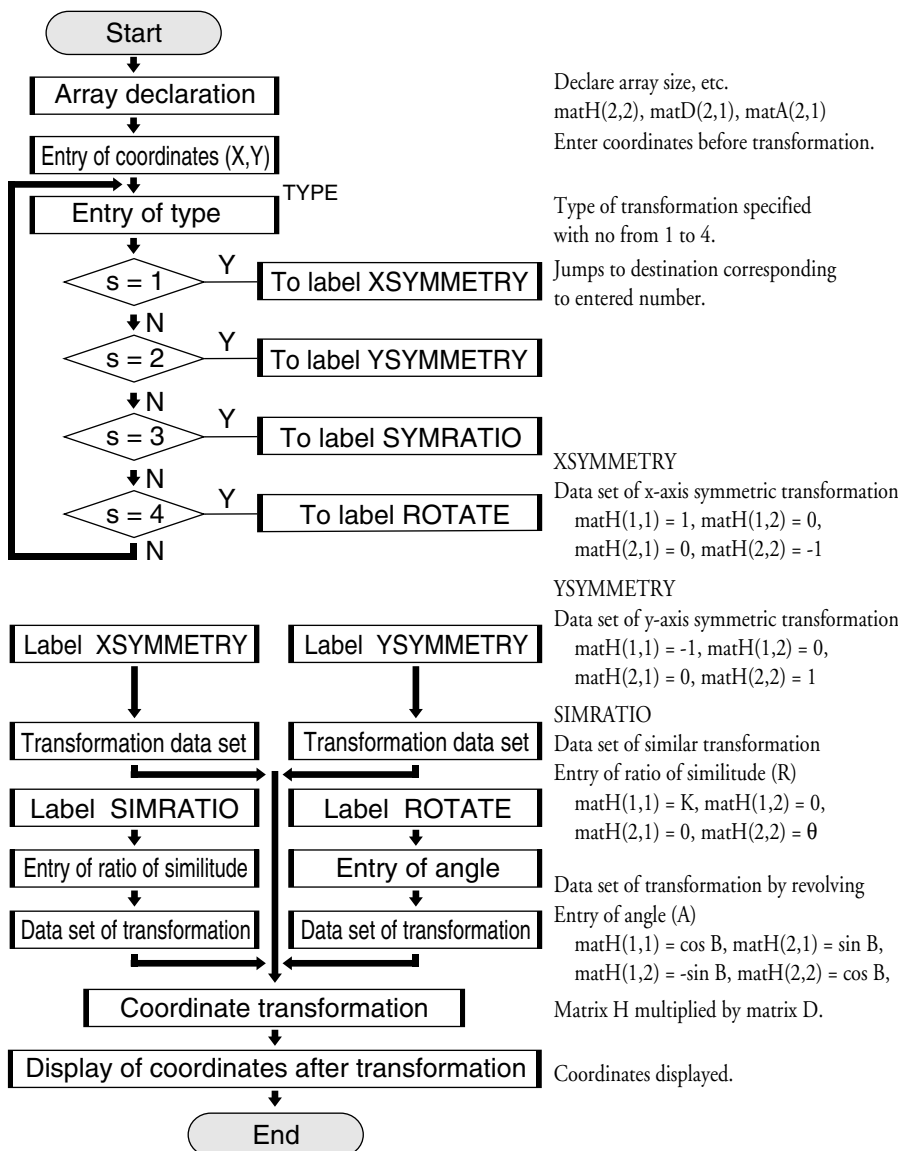 Start
Array declaration
Declare array size, etc.
matH(2,2), matD(2,1), matA(2,1)
Entry of coordinates (X,Y)
Enter coordinates before transformation.
TYPE
Entry of type
Type of transformation specified
with no from 1 to 4.
s = 1
Y
To label XSYMMETRY
Jumps to destination corresponding
to entered number.
N
s = 2
Y
To label YSYMMETRY
N
s = 3
Y
To label SYMRATIO
N
s = 4
Y
To label ROTATE
N
XSYMMETRY
Data set of x-axis symmetric transformation
matH(1,1) = 1, matH(1,2) = 0,
matH(2,1) = 0, matH(2,2) = -1
YSYMMETRY
Data set of y-axis symmetric transformation
matH(1,1) = -1, matH(1,2) = 0,
matH(2,1) = 0, matH(2,2) = 1
Label XSYMMETRY
Label YSYMMETRY
Transformation data set
Transformation data set
SIMRATIO
Data set of similar transformation
Entry of ratio of similitude (R)
matH(1,1) = K, matH(1,2) = 0,
matH(2,1) = 0, matH(2,2) = θ
Label SIMRATIO
Label ROTATE
Entry of ratio of similitude
Entry of angle
Data set of transformation
Data set of transformation
Data set of transformation by revolving
Entry of angle (A)
matH(1,1) = cos B, matH(2,1) = sin B,
matH(1,2) = -sin B, matH(2,2) = cos B,
Coordinate transformation
Matrix H multiplied by matrix D.
Display of coordinates after transformation
Coordinates displayed.
End